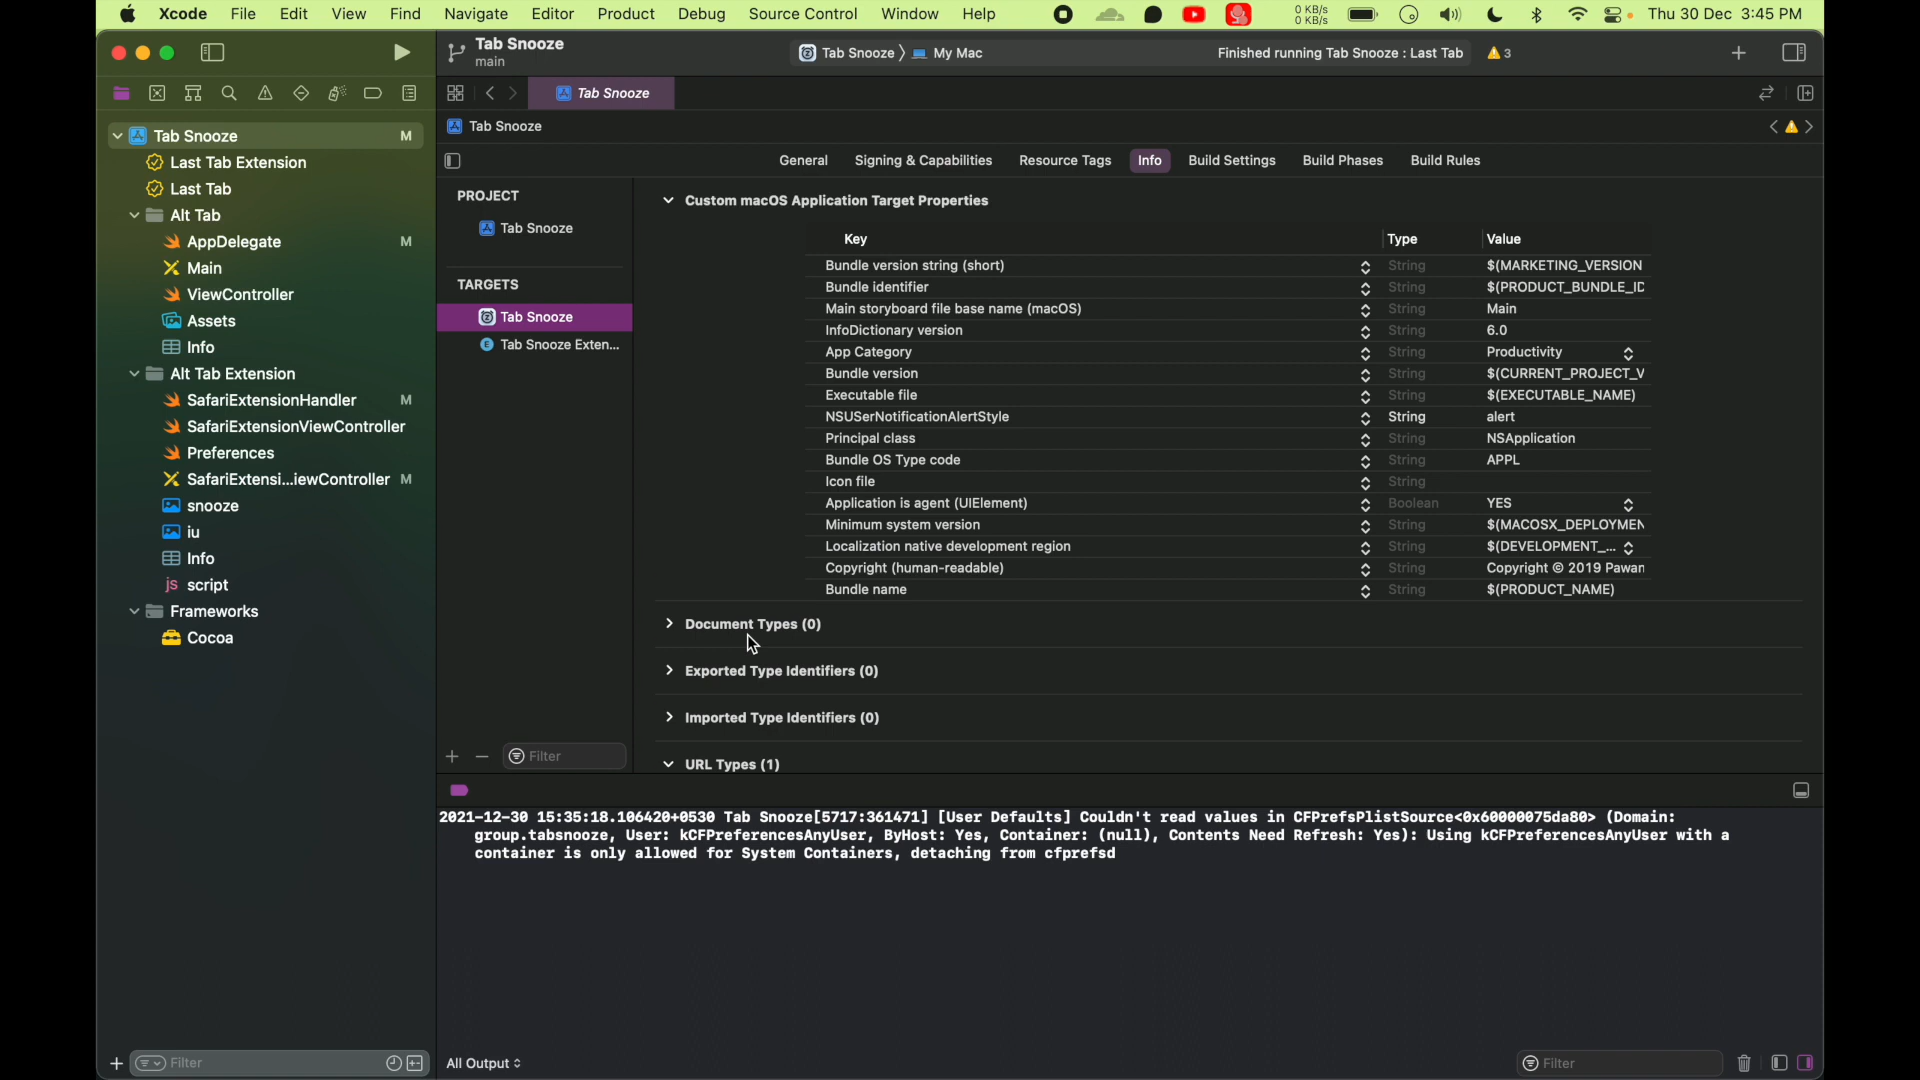 Xcode File Edit View Find Navigate Editor Product Debug Source Control Window Help
0 KB/s
0 KB/s
Thu 30 Dec 3:45 PM
Tab Snooze
main
Tab Snooze 〉 My Mac
Finished running Tab Snooze : Last Tab
3
Tab Snooze
Tab Snooze M
Last Tab Extension
Last Tab
Alt Tab
AppDelegate M
Main
ViewController
Assets
Info
Alt Tab Extension
SafariExtensionHandler M
SafariExtensionViewController
Preferences
SafariExtensi...iewController M
snooze
iu
Info
JS script
Frameworks
Cocoa
Filter
Tab Snooze
General Signing & Capabilities Resource Tags Info Build Settings Build Phases Build Rules
PROJECT
Tab Snooze
TARGETS
Tab Snooze
E Tab Snooze Exten...
Filter
Custom macOS Application Target Properties
Key Type Value
Bundle version string (short) String $(MARKETING_VERSION
Bundle identifier String $(PRODUCT_BUNDLE_ID
Main storyboard file base name (macOS) String Main
InfoDictionary version String 6.0
App Category String Productivity
Bundle version String $(CURRENT_PROJECT_V
Executable file String $(EXECUTABLE_NAME)
NSUSerNotificationAlertStyle String alert
Principal class String NSApplication
Bundle OS Type code String APPL
Icon file String
Application is agent (UIElement) Boolean YES
Minimum system version String $(MACOSX_DEPLOYMEN
Localization native development region String $(DEVELOPMENT_...
Copyright (human-readable) String Copyright © 2019 Pawan
Bundle name String $(PRODUCT_NAME)
Document Types (0)
Exported Type Identifiers (0)
Imported Type Identifiers (0)
URL Types (1)
2021-12-30 15:35:18.106420+0530 Tab Snooze[5717:361471] [User Defaults] Couldn't read values in CFPrefsPlistSource<0x60000075da80> (Domain:
group.tabsnooze, User: kCFPreferencesAnyUser, ByHost: Yes, Container: (null), Contents Need Refresh: Yes): Using kCFPreferencesAnyUser with a
container is only allowed for System Containers, detaching from cfprefsd
All Output
Filter